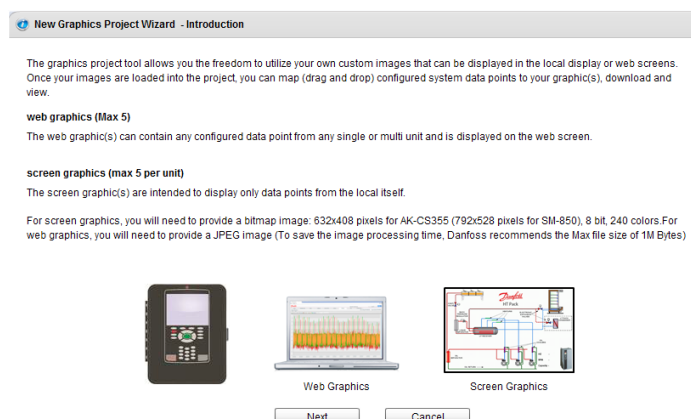 New Graphics Project Wizard - Introduction
The graphics project tool allows you the freedom to utilize your own custom images that can be displayed in the local display or web screens.
Once your images are loaded into the project, you can map (drag and drop) configured system data points to your graphic(s), download and
view.
web graphics (Max 5)
The web graphic(s) can contain any configured data point from any single or multi unit and is displayed on the web screen.
screen graphics (max 5 per unit)
The screen graphic(s) are intended to display only data points from the local itself.
For screen graphics, you will need to provide a bitmap image: 632x408 pixels for AK-CS355 (792x528 pixels for SM-850), 8 bit, 240 colors.For
web graphics, you will need to provide a JPEG image (To save the image processing time, Danfoss recommends the Max file size of 1M Bytes)
Danfoss
HT Pack
Web Graphics
Screen Graphics
Next
Cancel